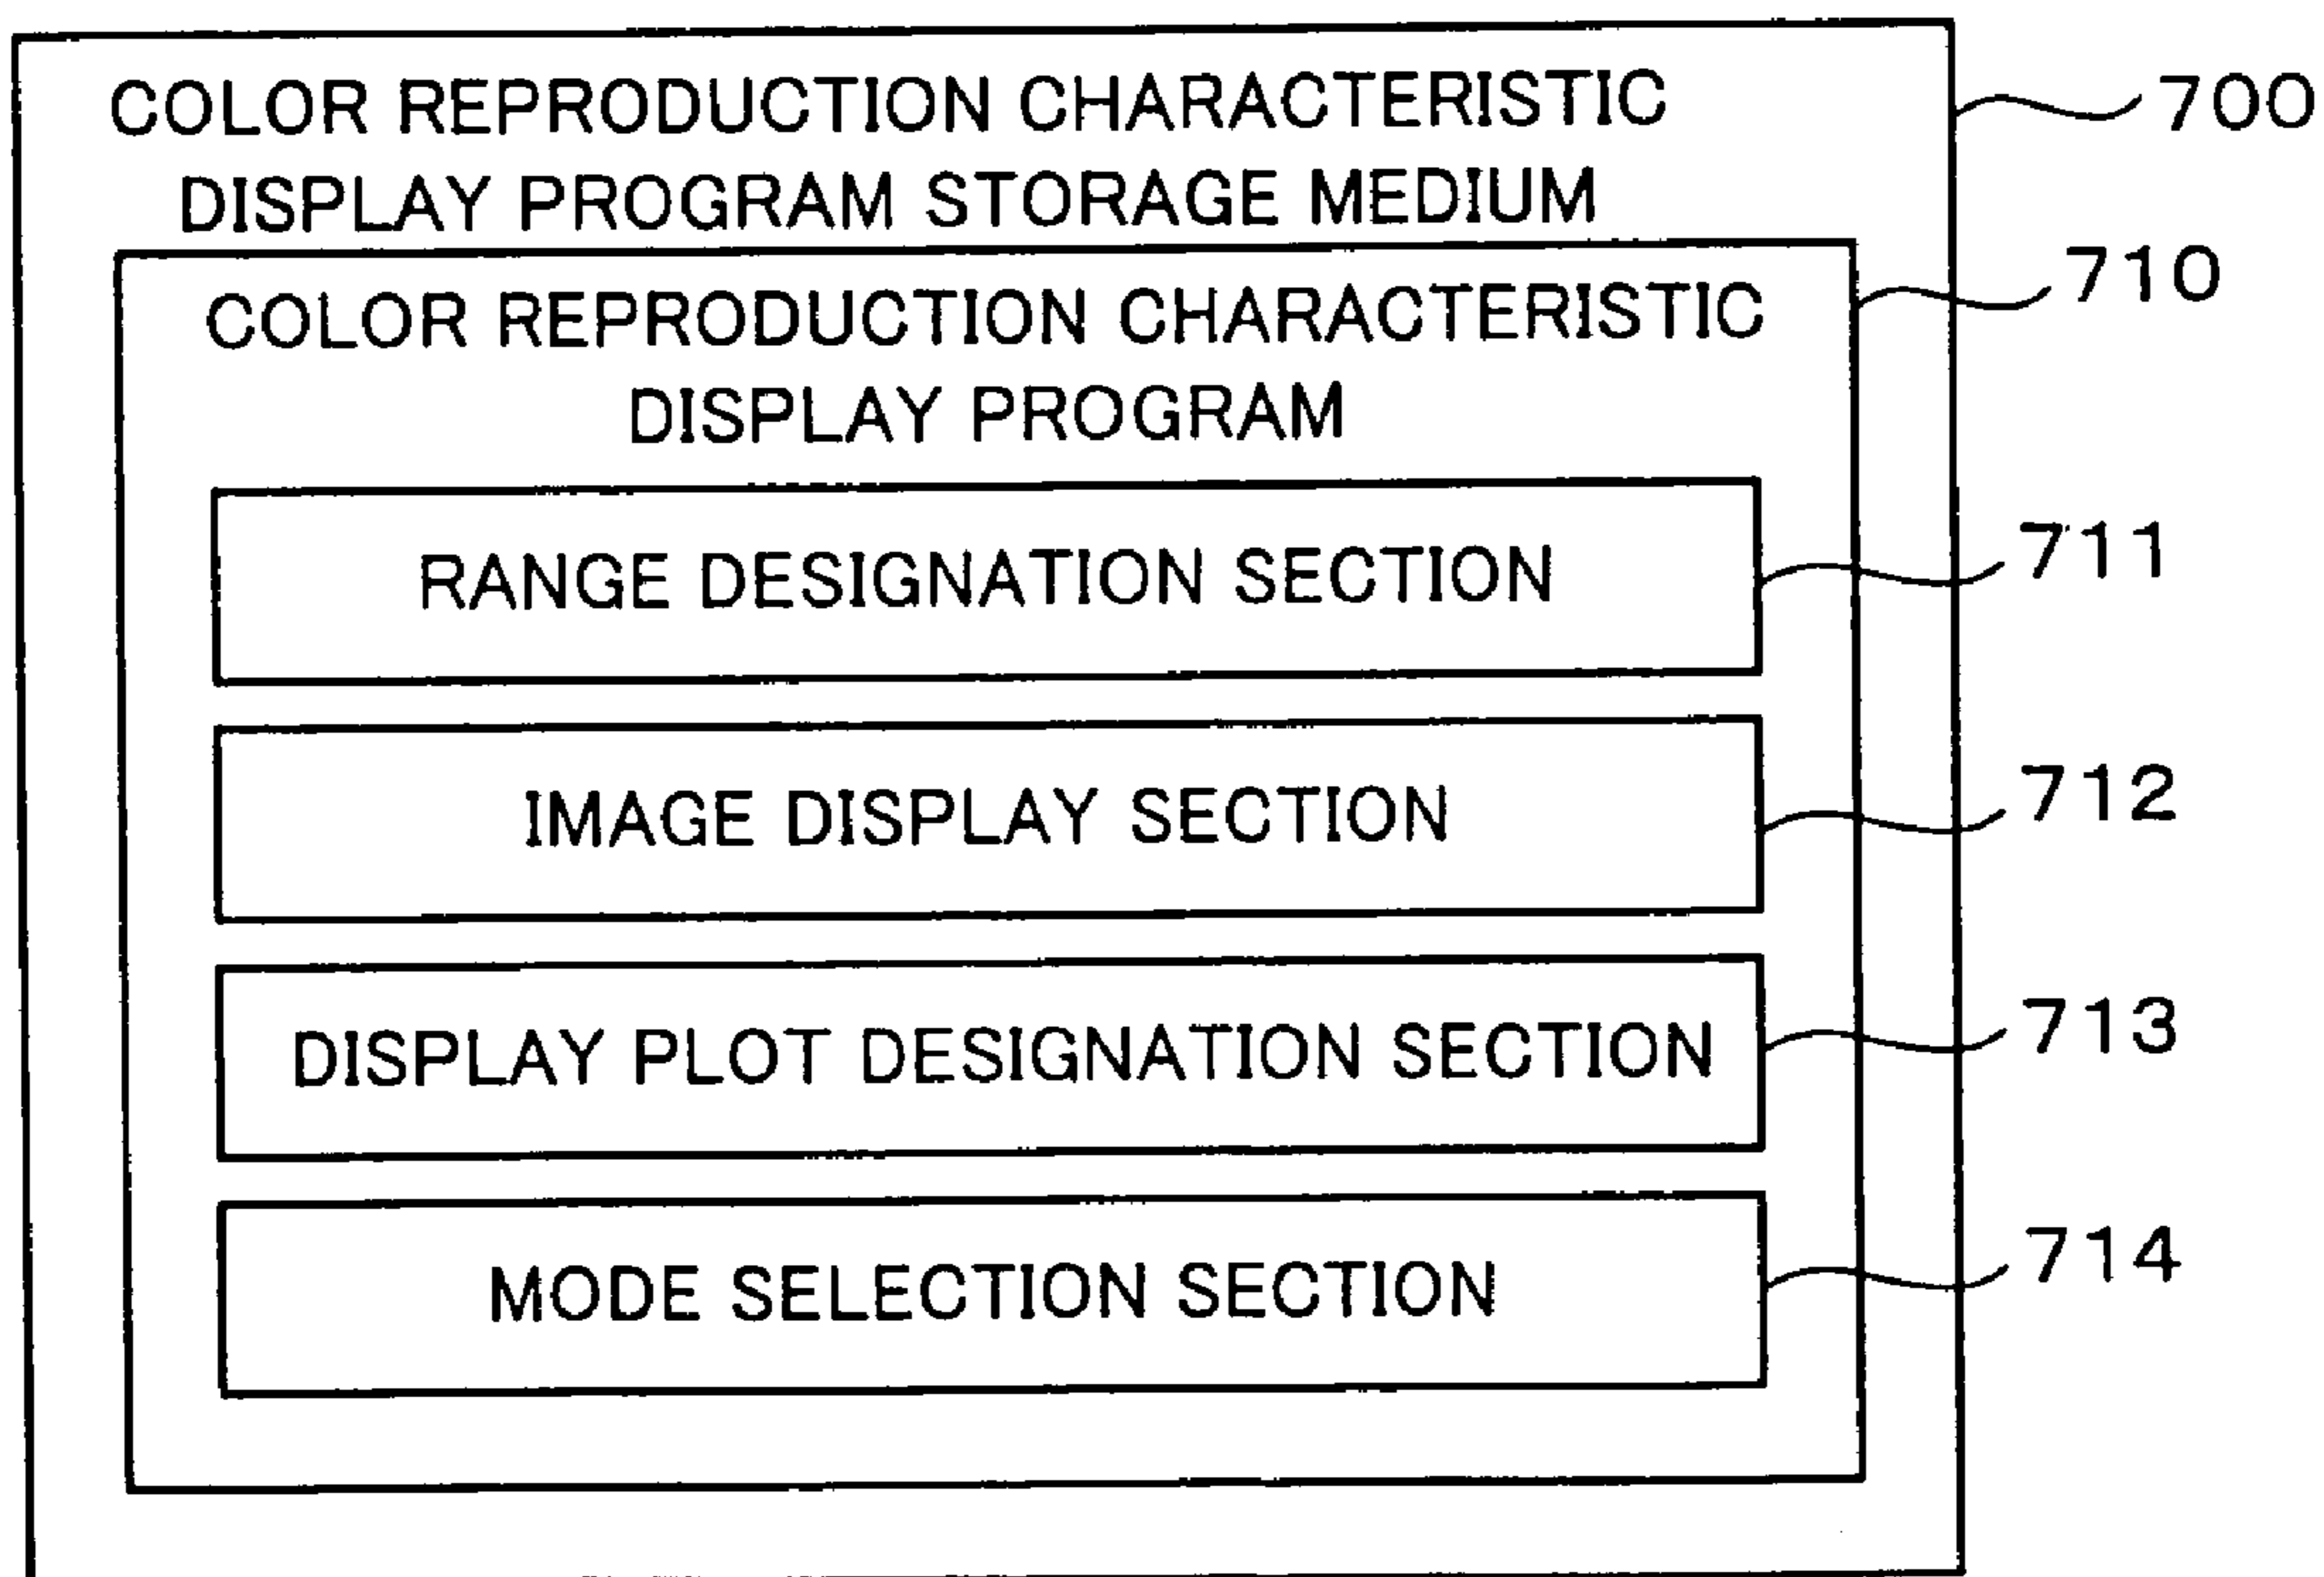 COLOR REPRODUCTION CHARACTERISTIC
DISPLAY PROGRAM STORAGE MEDIUM
700
COLOR REPRODUCTION CHARACTERISTIC
DISPLAY PROGRAM
710
RANGE DESIGNATION SECTION
711
IMAGE DISPLAY SECTION
712
DISPLAY PLOT DESIGNATION SECTION
713
MODE SELECTION SECTION
714